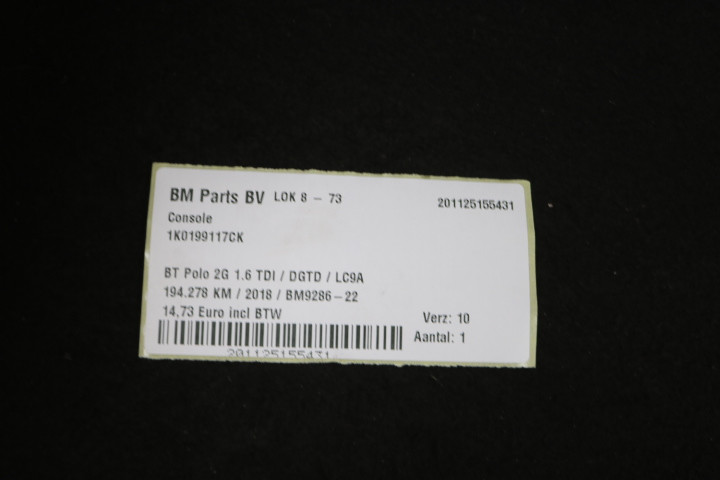 BM Parts BV LOK 8 – 73 201125155431
Console
1K0199117CK
BT Polo 2G 1.6 TDI / DGTD / LC9A
194.278 KM / 2018 / BM9286-22
14,73 Euro incl BTW Verz: 10
Aantal: 1
201125155431